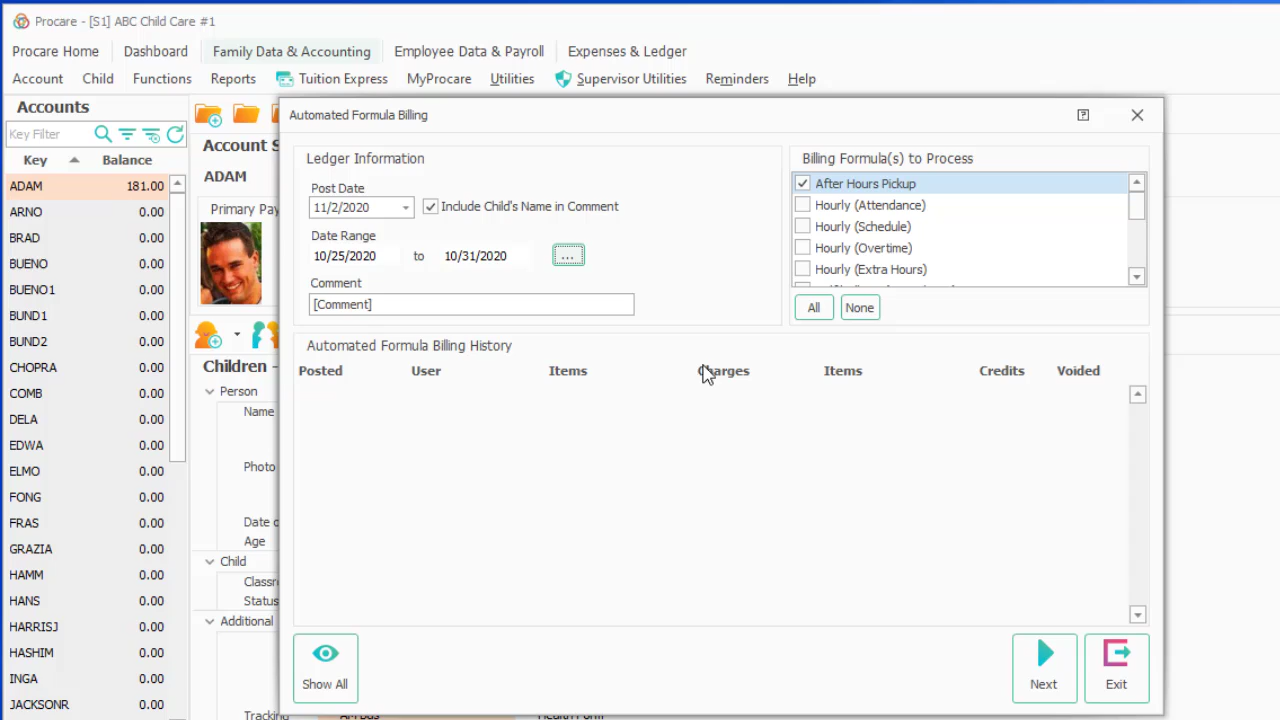 Procare - [S1] ABC Child Care #1
Procare Home Dashboard Family Data & Accounting Employee Data & Payroll Expenses & Ledger
Account Child Functions Reports Tuition Express MyProcare Utilities Supervisor Utilities Reminders Help
Accounts
Key Filter
Key Balance
ADAM 181.00
ARNO 0.00
BRAD 0.00
BUENO 0.00
BUENO1 0.00
BUND1 0.00
BUND2 0.00
CHOPRA 0.00
COMB 0.00
DELA 0.00
EDWA 0.00
ELMO 0.00
FONG 0.00
FRAS 0.00
GRAZIA 0.00
HAMM 0.00
HANS 0.00
HARRISJ 0.00
HASHIM 0.00
INGA 0.00
JACKSONR 0.00
Account S
ADAM
Primary Pay
Children -
Person
Name
Photo
Date o
Age
Child
Classr
Status
Additional
Tracking
Automated Formula Billing
Ledger Information
Post Date
11/2/2020 Include Child's Name in Comment
Date Range
10/25/2020 to 10/31/2020 ...
Comment
[Comment]
Billing Formula(s) to Process
After Hours Pickup
Hourly (Attendance)
Hourly (Schedule)
Hourly (Overtime)
Hourly (Extra Hours)
All None
Automated Formula Billing History
Posted User Items Charges Items Credits Voided
Show All Next Exit